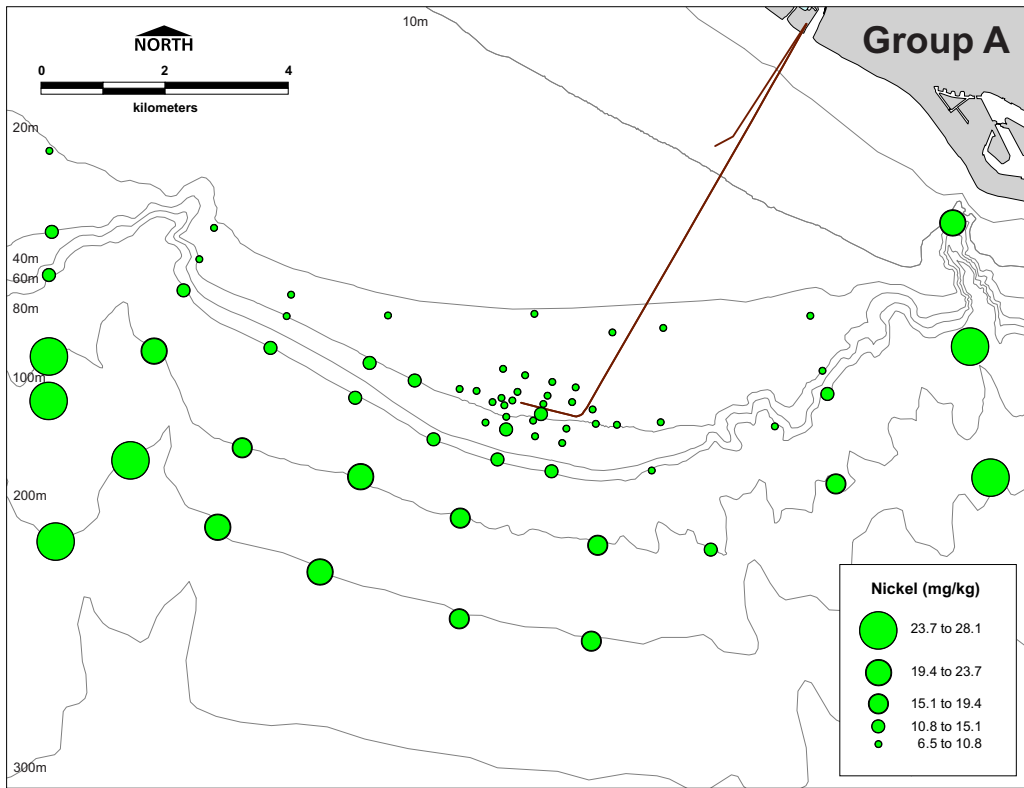 10m
Group A
NORTH
0 2 4
kilometers
20m
40m
60m
80m
100m
200m
300m
Nickel (mg/kg)
23.7 to 28.1
19.4 to 23.7
15.1 to 19.4
10.8 to 15.1
6.5 to 10.8